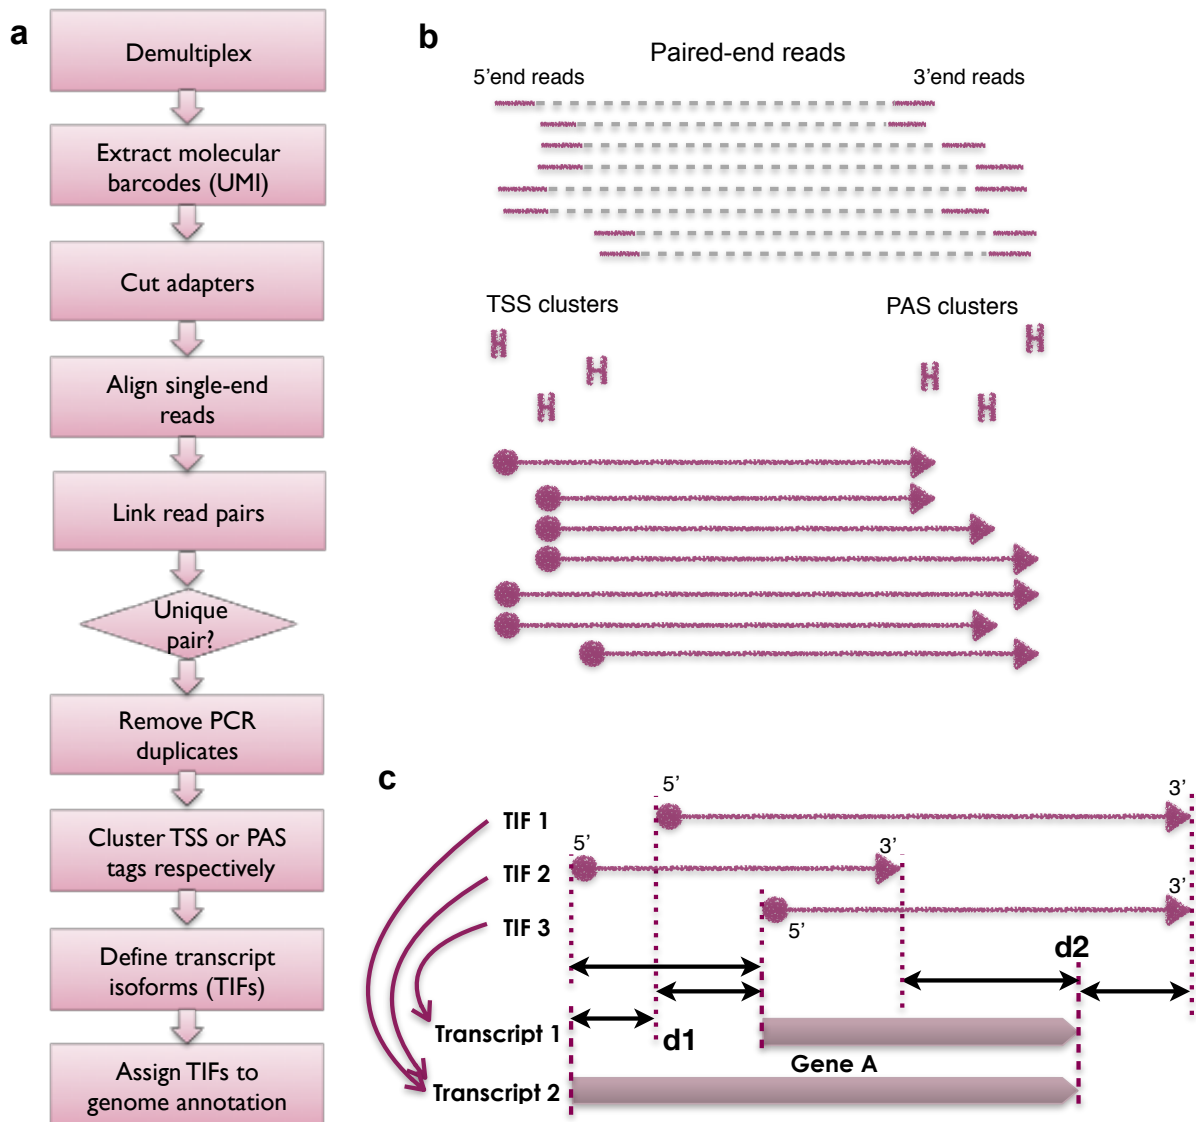 a
Demultiplex
Extract molecular
barcodes (UMI)
Cut adapters
Align single-end
reads
Link read pairs
Unique
pair?
Remove PCR
duplicates
Cluster TSS or PAS
tags respectively
Define transcript
isoforms (TIFs)
Assign TIFs to
genome annotation
b
Paired-end reads
5'end reads
3'end reads
TSS clusters
PAS clusters
c
5'
3'
TIF 1
5'
3'
TIF 2
3'
TIF 3
5'
d2
Transcript 1
d1
Gene A
Transcript 2